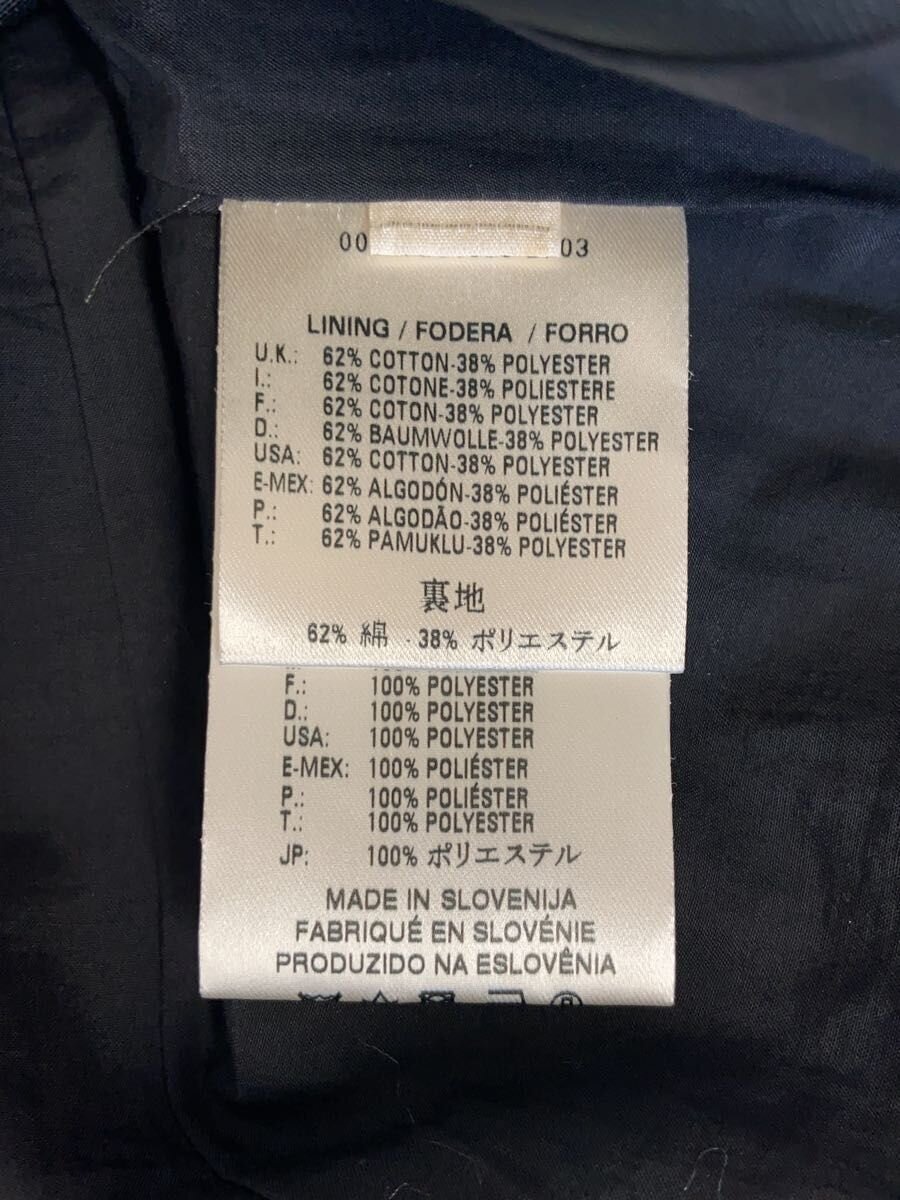 00 03
LINING / FODERA / FORRO
U.K.: 62% COTTON-38% POLYESTER
I.: 62% COTONE-38% POLIESTERE
F.: 62% COTON-38% POLYESTER
D.: 62% BAUMWOLLE-38% POLYESTER
USA: 62% COTTON-38% POLYESTER
E-MEX: 62% ALGODÓN-38% POLIÉSTER
P.: 62% ALGODÃO-38% POLIÉSTER
T.: 62% PAMUKLU-38% POLYESTER
裏地
62% 綿 - 38% ポリエステル
F.: 100% POLYESTER
D.: 100% POLYESTER
USA: 100% POLYESTER
E-MEX: 100% POLIÉSTER
P.: 100% POLIÉSTER
T.: 100% POLYESTER
JP: 100% ポリエステル
MADE IN SLOVENIJA
FABRIQUÉ EN SLOVÉNIE
PRODUZIDO NA ESLOVÊNIA